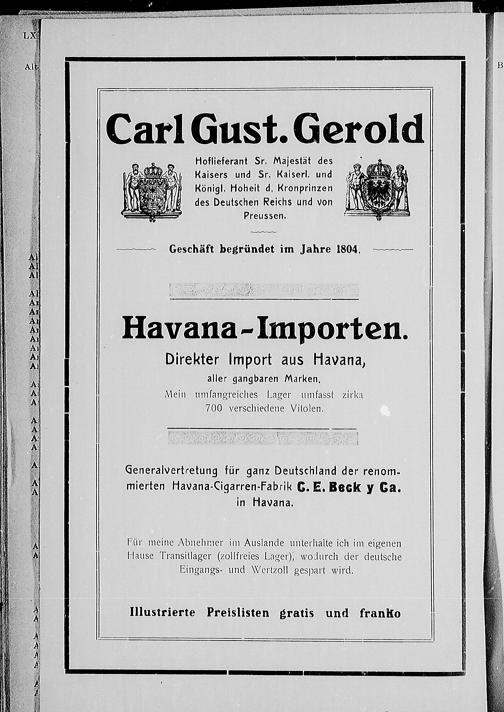 LX
Alt
B
Carl Gust. Gerold
Hoflieferant Sr. Majestät des
Kaisers und Sr. Kaiserl. und
Königl. Hoheit d. Kronprinzen
des Deutschen Reichs und von
Preussen.
Geschäft begründet im Jahre 1804.
Havana-Importen.
Direkter Import aus Havana,
aller gangbaren Marken.
Mein umfangreiches Lager umfasst zirka
700 verschiedene Vitolen.
Generalvertretung für ganz Deutschland der renom-
mierten Havana-Cigarren-Fabrik C. E. Beck y Ca.
in Havana.
Für meine Abnehmer im Auslande unterhalte ich im eigenen
Hause Transitlager (zollfreies Lager), wodurch der deutsche
Eingangs- und Wertzoll gespart wird.
Illustrierte Preislisten gratis und franko